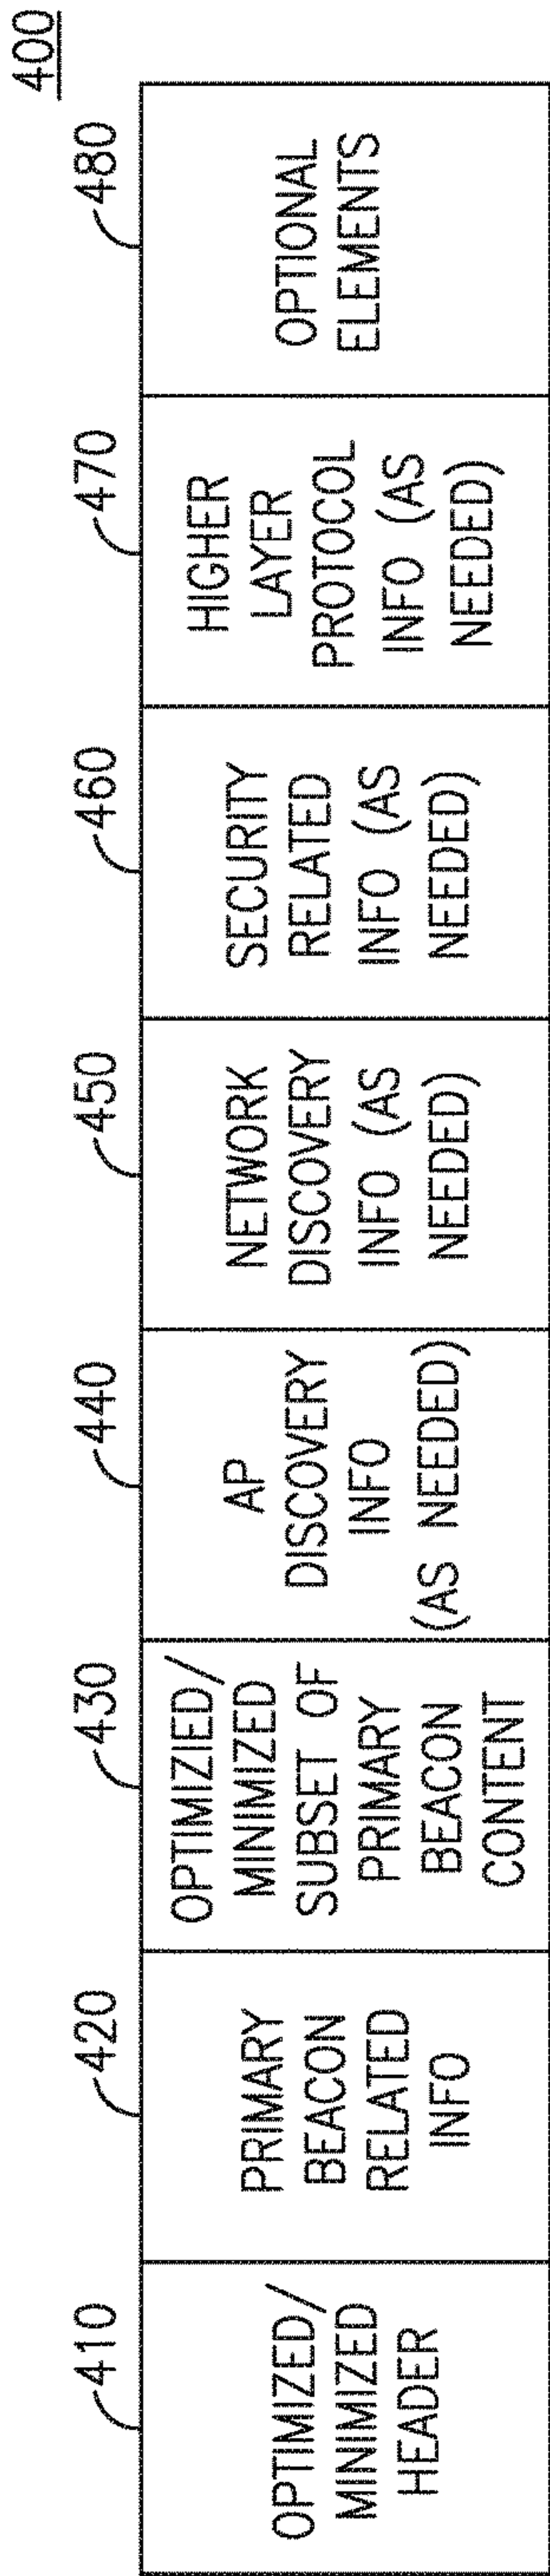 400
410
420
430
440
450
460
470
480
OPTIMIZED/
MINIMIZED
HEADER
PRIMARY
BEACON
RELATED
INFO
OPTIMIZIED/
MINIMIZED
SUBSET OF
PRIMARY
BEACON
CONTENT
AP
DISCOVERY
INFO
(AS NEEDED)
NETWORK
DISCOVERY
INFO (AS
NEEDED)
SECURITY
RELATED
INFO (AS
NEEDED)
HIGHER
LAYER
PROTOCOL
INFO (AS
NEEDED)
OPTIONAL
ELEMENTS